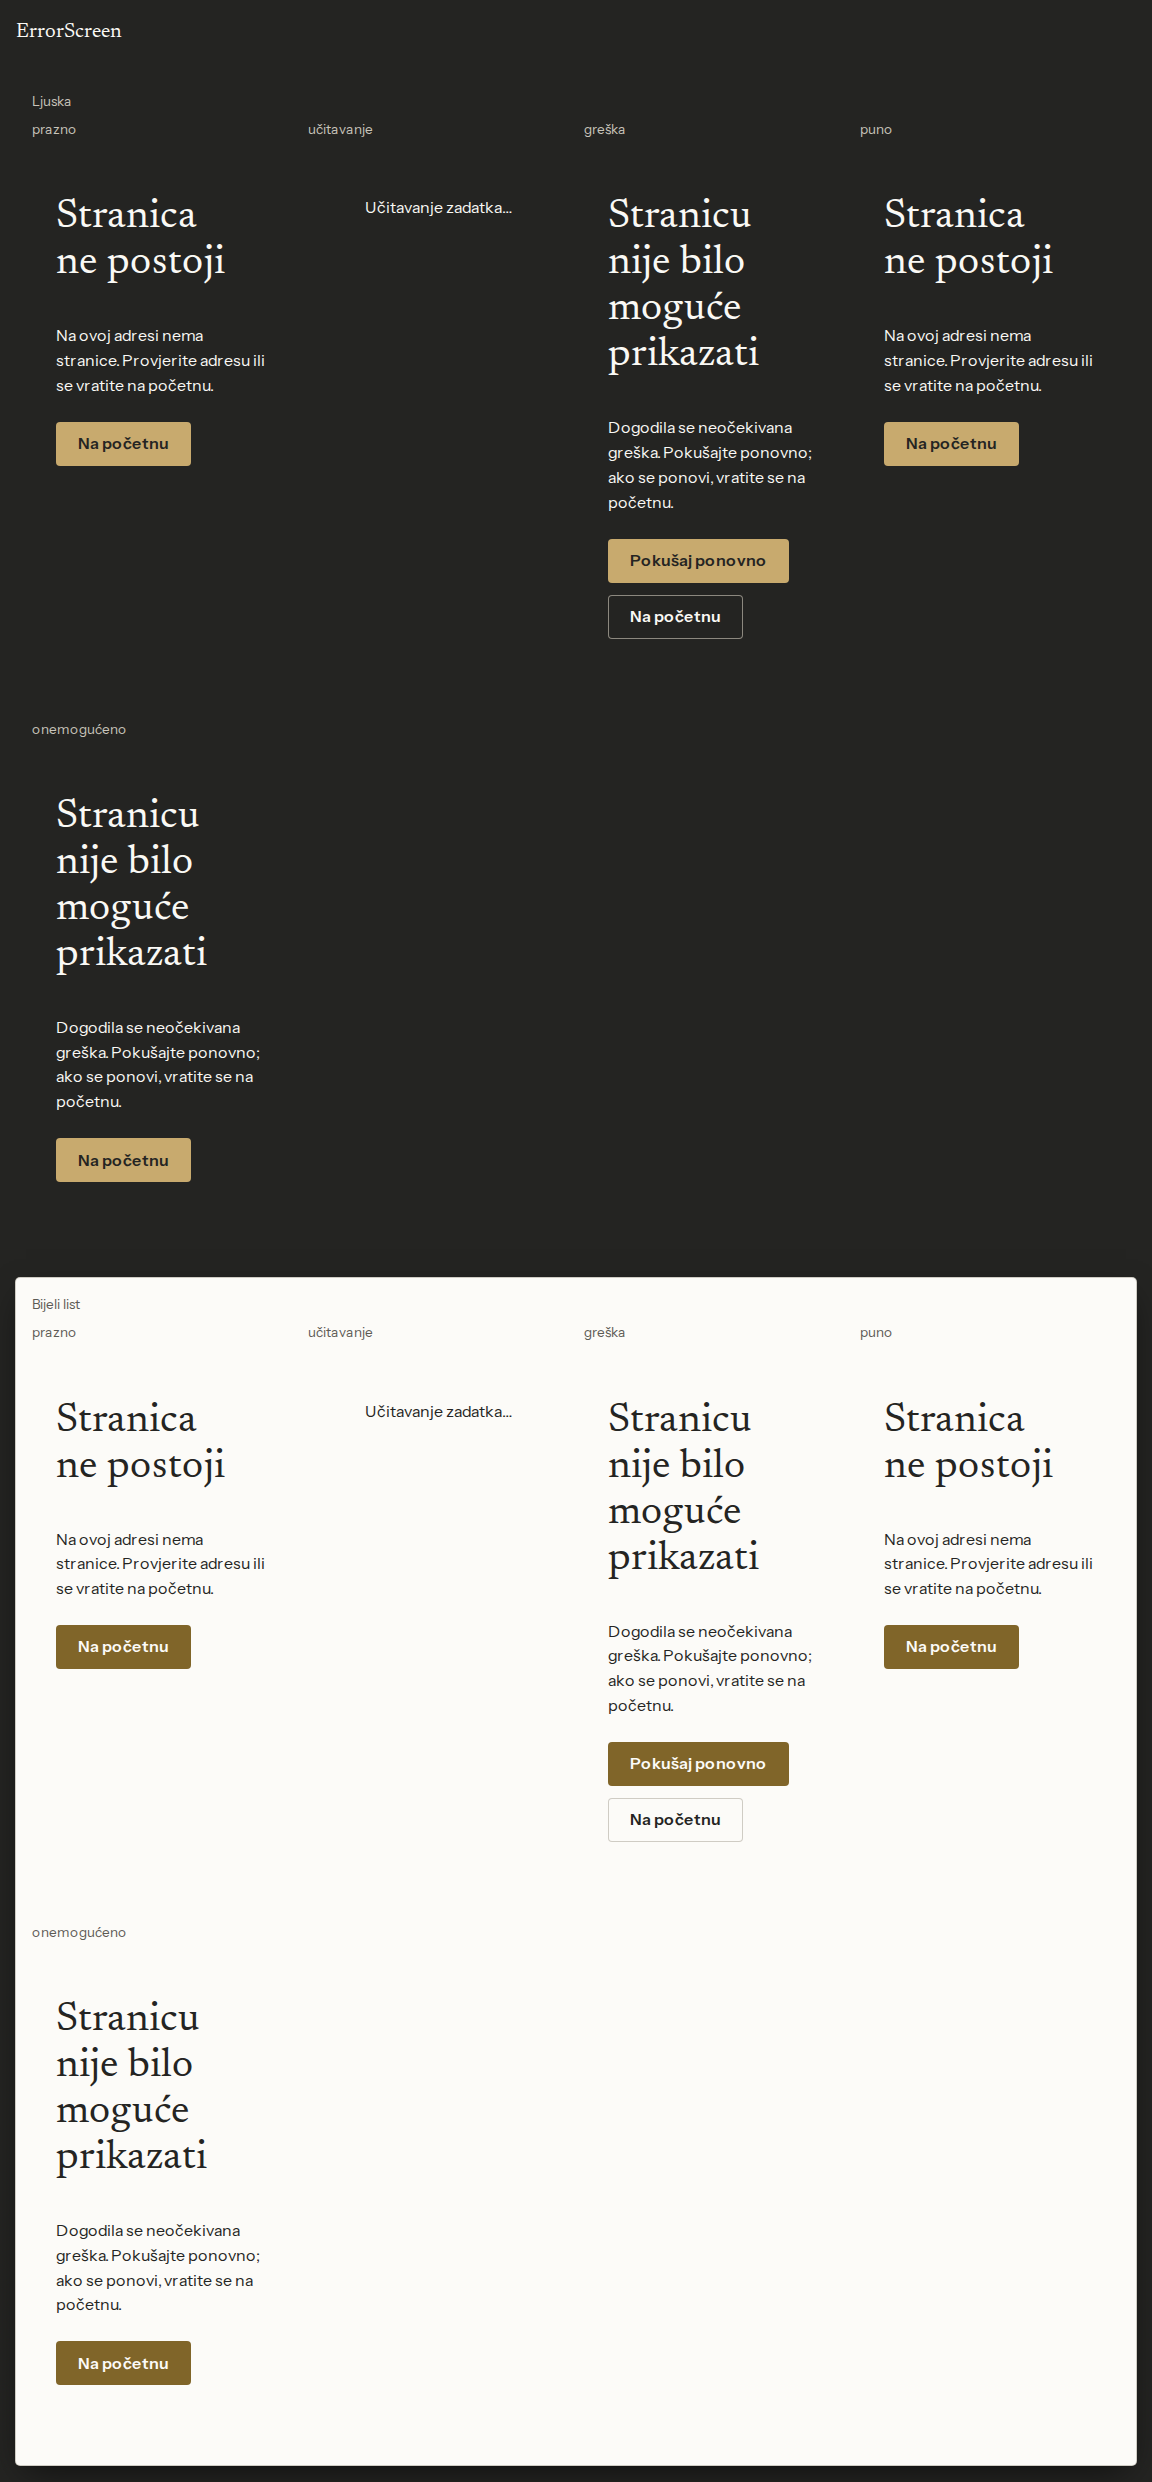 ErrorScreen
Ljuska
prazno
učitavanje
greška
puno
Stranica
ne postoji
Na ovoj adresi nema
stranice. Provjerite adresu ili
se vratite na početnu.
Na početnu
Učitavanje zadatka…
Stranicu
nije bilo
moguće
prikazati
Dogodila se neočekivana
greška. Pokušajte ponovno;
ako se ponovi, vratite se na
početnu.
Pokušaj ponovno
Na početnu
Stranica
ne postoji
Na ovoj adresi nema
stranice. Provjerite adresu ili
se vratite na početnu.
Na početnu
onemogućeno
Stranicu
nije bilo
moguće
prikazati
Dogodila se neočekivana
greška. Pokušajte ponovno;
ako se ponovi, vratite se na
početnu.
Na početnu
Bijeli list
prazno
učitavanje
greška
puno
Stranica
ne postoji
Na ovoj adresi nema
stranice. Provjerite adresu ili
se vratite na početnu.
Na početnu
Učitavanje zadatka…
Stranicu
nije bilo
moguće
prikazati
Dogodila se neočekivana
greška. Pokušajte ponovno;
ako se ponovi, vratite se na
početnu.
Pokušaj ponovno
Na početnu
Stranica
ne postoji
Na ovoj adresi nema
stranice. Provjerite adresu ili
se vratite na početnu.
Na početnu
onemogućeno
Stranicu
nije bilo
moguće
prikazati
Dogodila se neočekivana
greška. Pokušajte ponovno;
ako se ponovi, vratite se na
početnu.
Na početnu